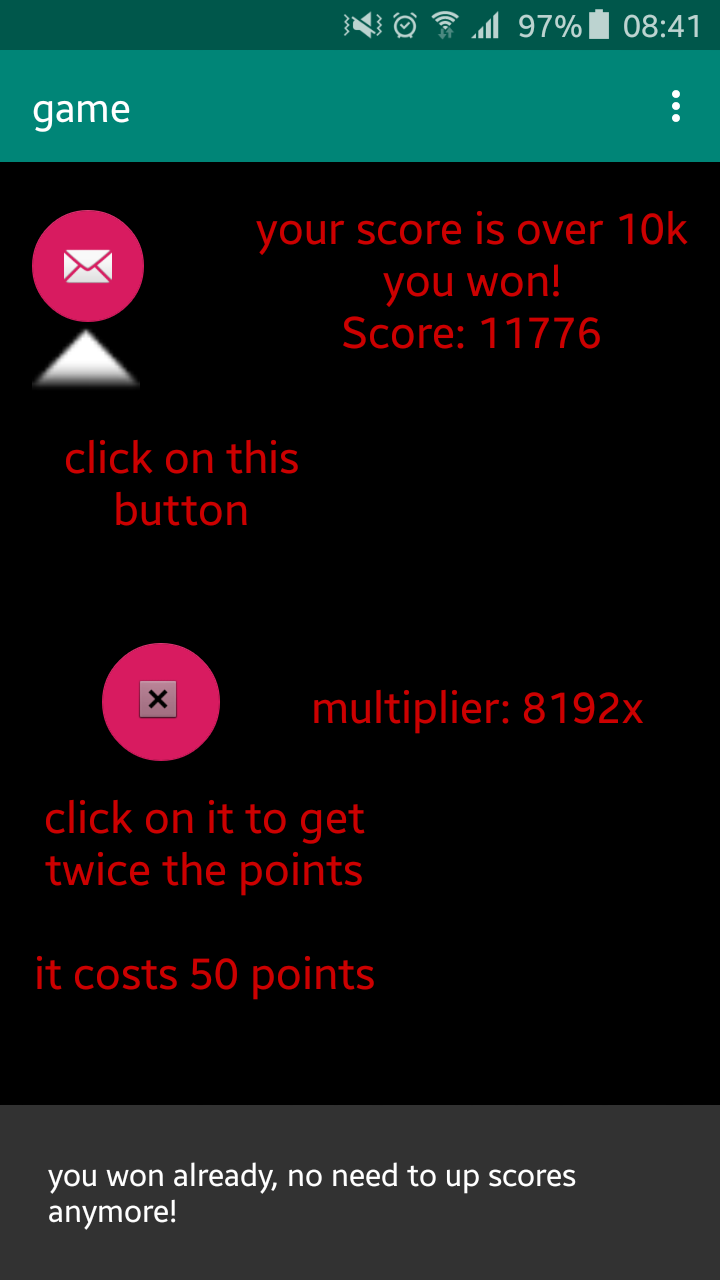 97% 08:41
game
your score is over 10k
you won!
Score: 11776
click on this
button
multiplier: 8192x
click on it to get
twice the points
it costs 50 points
you won already, no need to up scores
anymore!